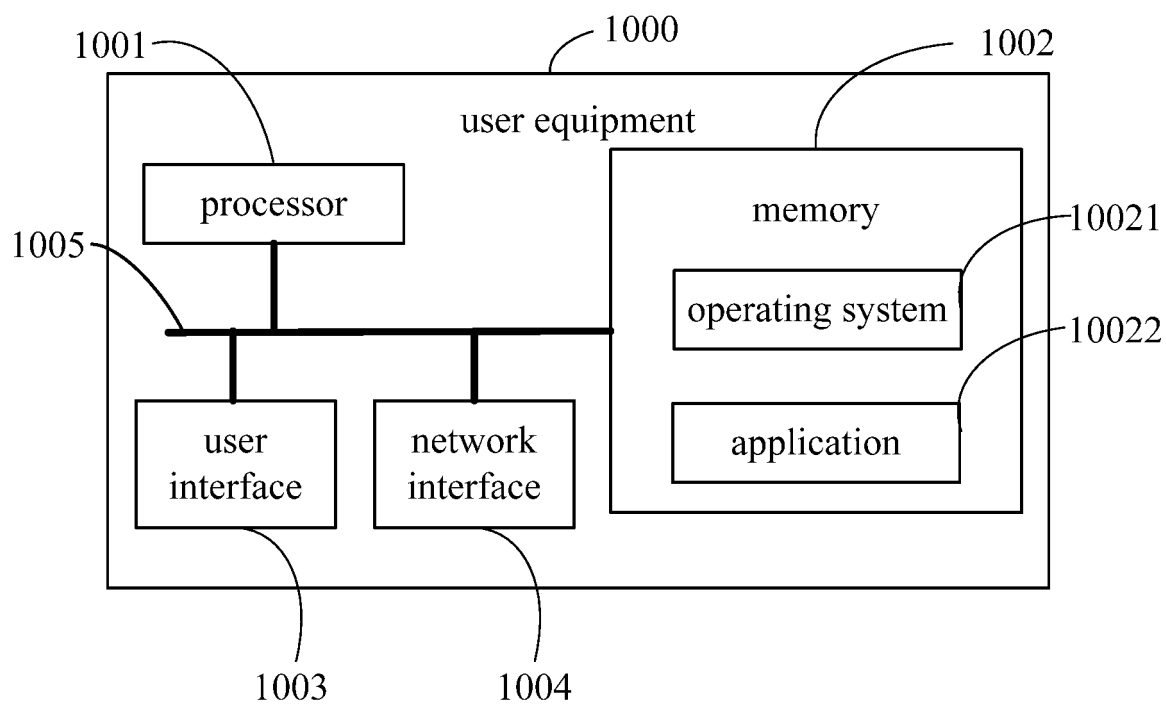 1000
1001
1002
user equipment
processor
memory
10021
1005
operating system
10022
user
interface
network
interface
application
1003
1004